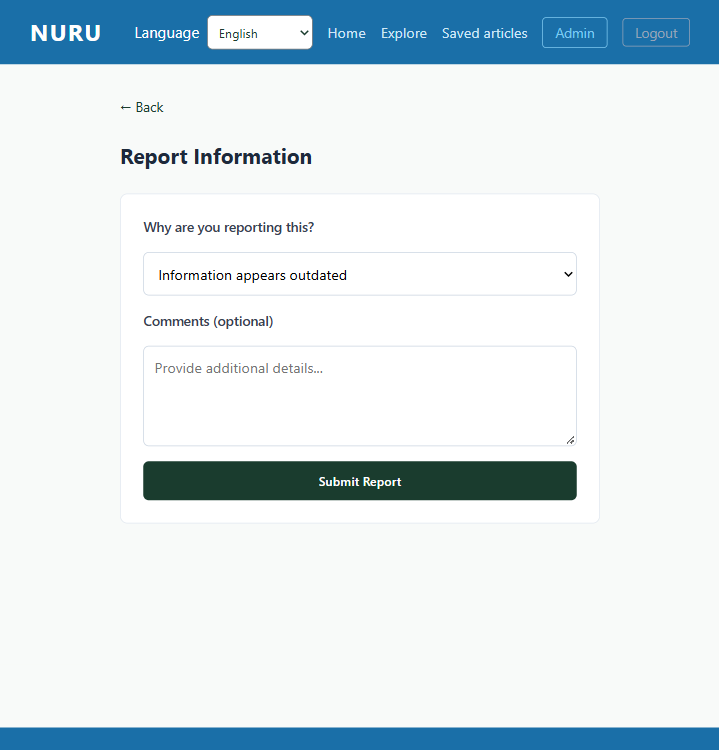 NURU Language English Home Explore Saved articles Admin Logout
← Back
Report Information
Why are you reporting this?
Information appears outdated
Comments (optional)
Provide additional details...
Submit Report